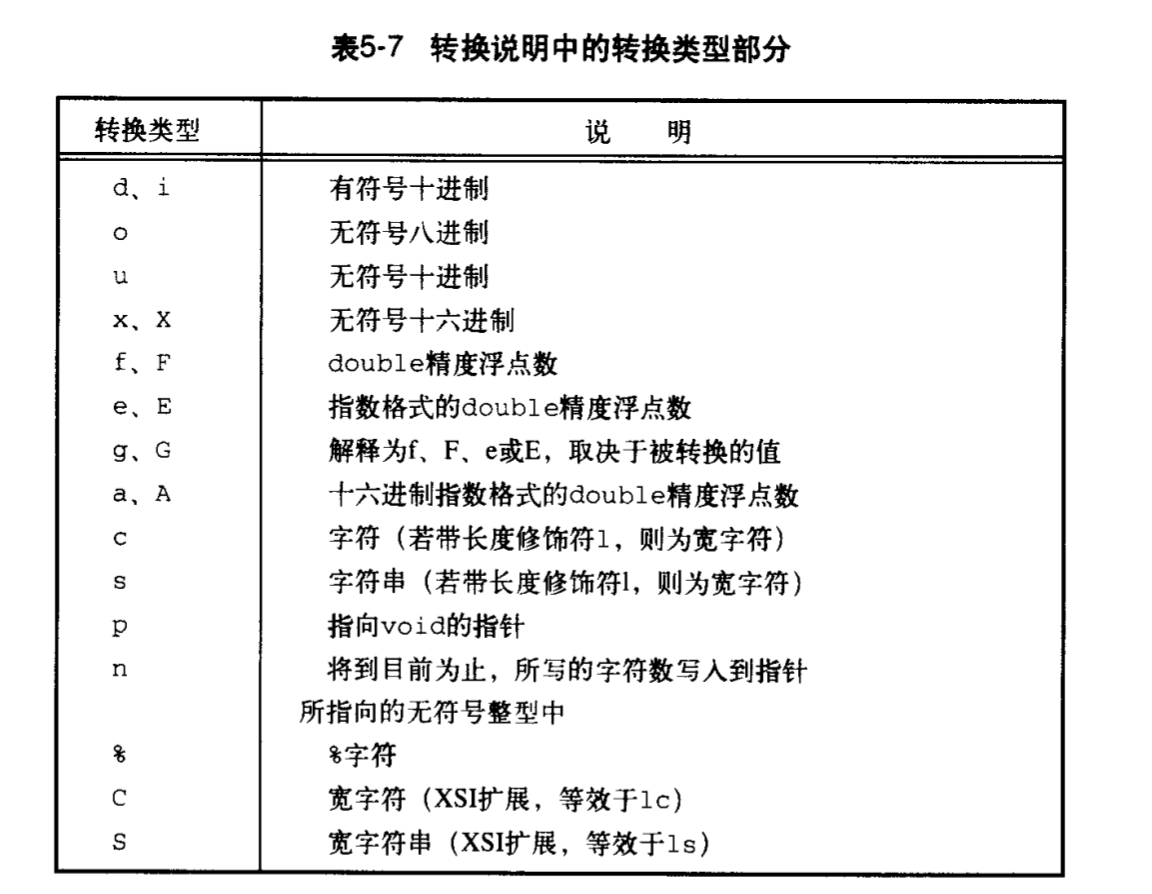 表5-7 转换说明中的转换类型部分
转换类型 说 明
d、i 有符号十进制
o 无符号八进制
u 无符号十进制
x、X 无符号十六进制
f、F double精度浮点数
e、E 指数格式的double精度浮点数
g、G 解释为f、F、e或E，取决于被转换的值
a、A 十六进制指数格式的double精度浮点数
c 字符（若带长度修饰符l，则为宽字符）
s 字符串（若带长度修饰符l，则为宽字符）
p 指向void的指针
n 将到目前为止，所写的字符数写入到指针
所指向的无符号整型中
% %字符
C 宽字符（XSI扩展，等效于lc）
S 宽字符串（XSI扩展，等效于ls）